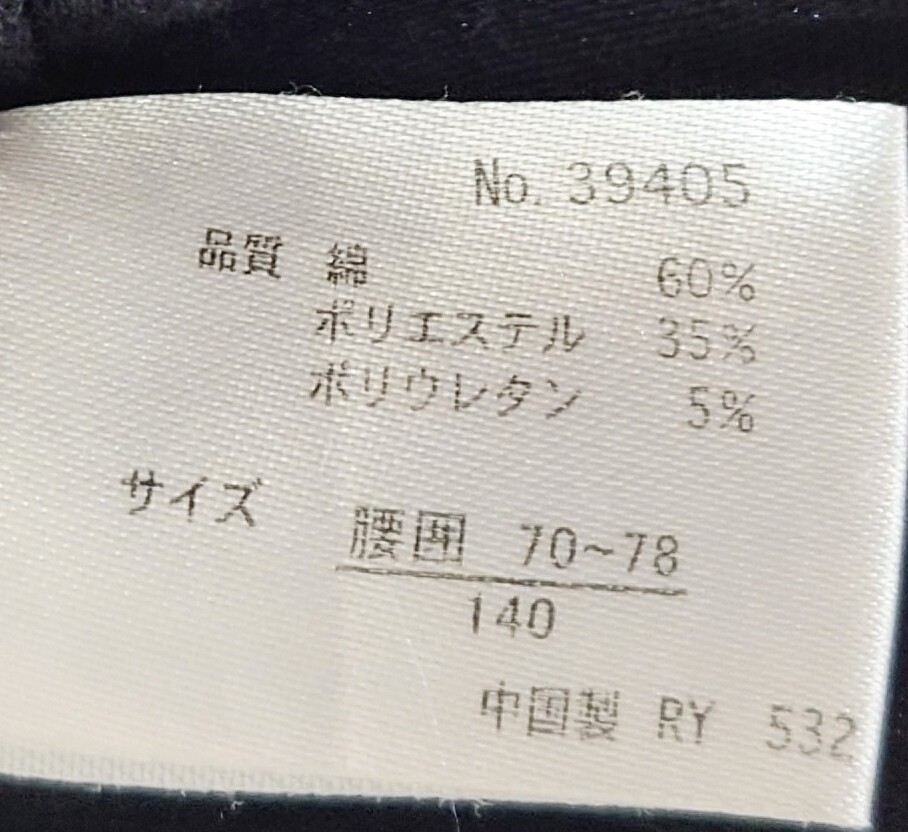 No. 39405
品質 綿 60%
ポリエステル 35%
ポリウレタン 5%
サイズ
腰囲 70~78
140
中国製 RY 532